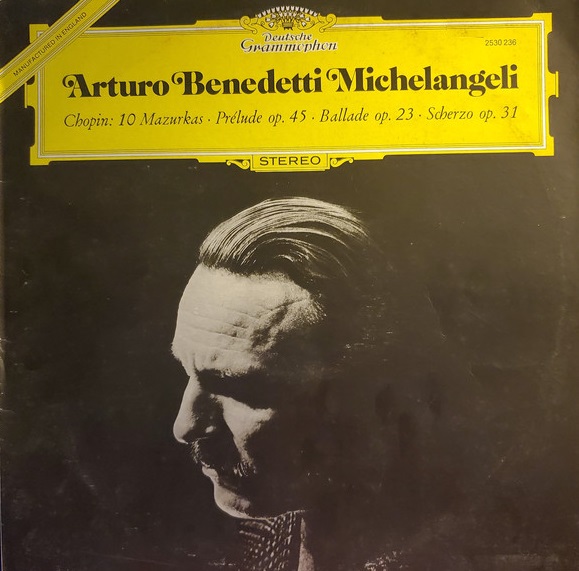 MANUFACTURED IN ENGLAND
Deutsche
Grammophon
2530 236
Arturo Benedetti Michelangeli
Chopin: 10 Mazurkas · Prélude op. 45 · Ballade op. 23 · Scherzo op. 31
STEREO